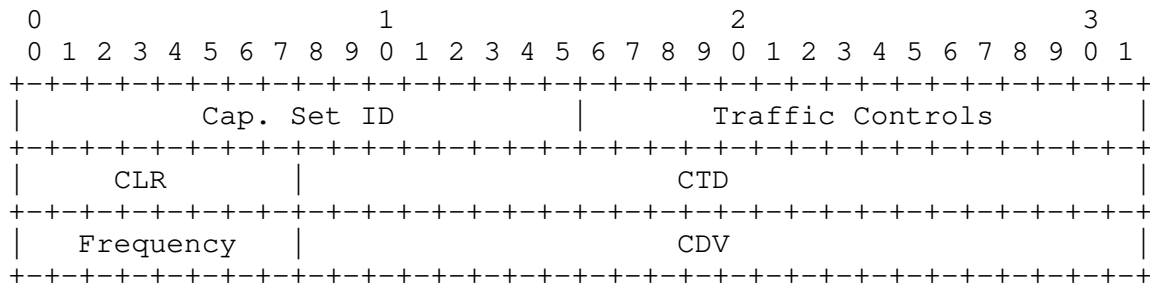 0                   1                   2                   3
 0 1 2 3 4 5 6 7 8 9 0 1 2 3 4 5 6 7 8 9 0 1 2 3 4 5 6 7 8 9 0 1
+-+-+-+-+-+-+-+-+-+-+-+-+-+-+-+-+-+-+-+-+-+-+-+-+-+-+-+-+-+-+-+-+
|          Cap. Set ID          |       Traffic Controls        |
+-+-+-+-+-+-+-+-+-+-+-+-+-+-+-+-+-+-+-+-+-+-+-+-+-+-+-+-+-+-+-+-+
|     CLR       |                     CTD                       |
+-+-+-+-+-+-+-+-+-+-+-+-+-+-+-+-+-+-+-+-+-+-+-+-+-+-+-+-+-+-+-+-+
|   Frequency   |                     CDV                       |
+-+-+-+-+-+-+-+-+-+-+-+-+-+-+-+-+-+-+-+-+-+-+-+-+-+-+-+-+-+-+-+-+